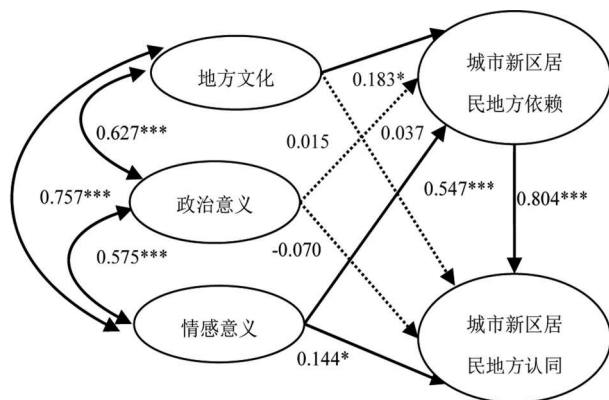 地方文化
城市新区居
民地方依赖
0.183*
0.627***
0.015
0.037
0.757***
政治意义
0.547***
0.804***
0.575***
-0.070
情感意义
城市新区居
民地方认同
0.144*